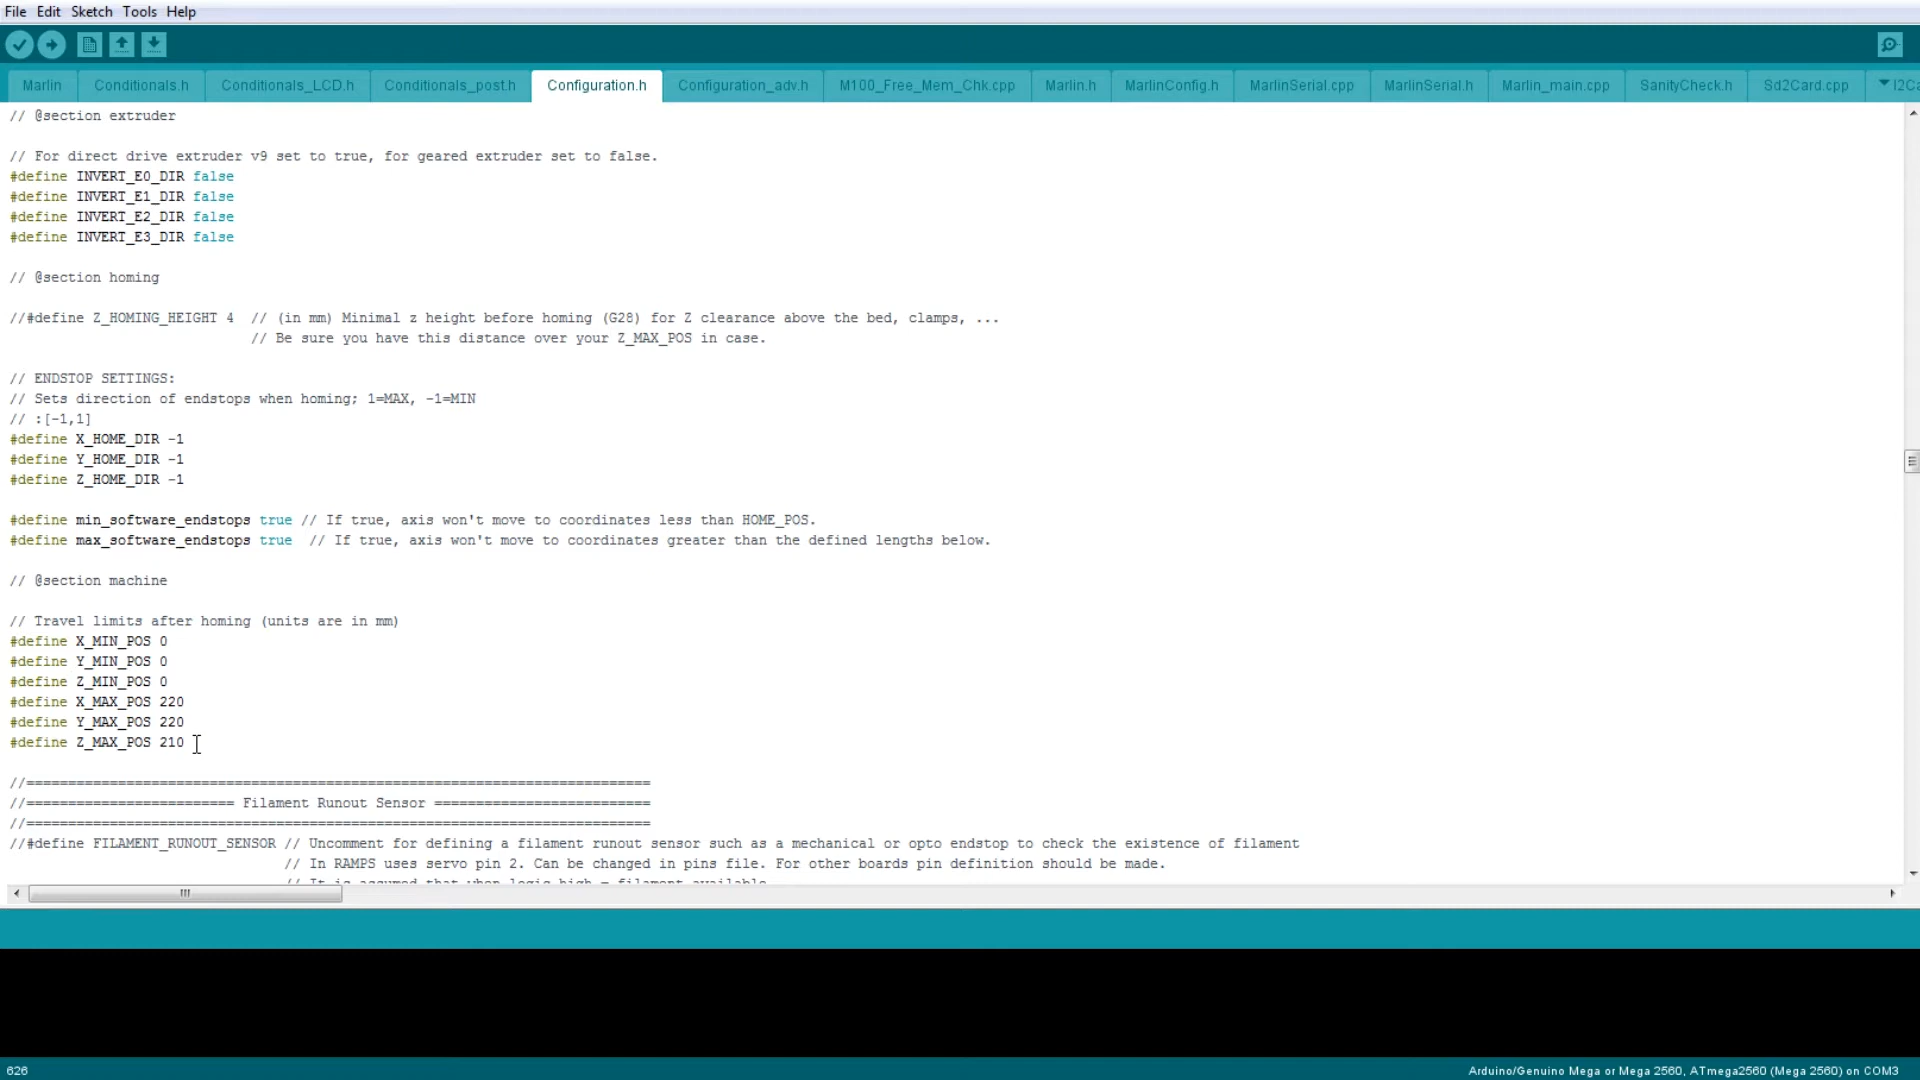 File Edit Sketch Tools Help
Marlin Conditionals.h Conditionals_LCD.h Conditionals_post.h Configuration.h Configuration_adv.h M100_Free_Mem_Chk.cpp Marlin.h MarlinConfig.h MarlinSerial.cpp MarlinSerial.h Marlin_main.cpp SanityCheck.h Sd2Card.cpp
// @section extruder
// For direct drive extruder v9 set to true, for geared extruder set to false.
#define INVERT_E0_DIR false
#define INVERT_E1_DIR false
#define INVERT_E2_DIR false
#define INVERT_E3_DIR false
// @section homing
//#define Z_HOMING_HEIGHT 4  // (in mm) Minimal z height before homing (G28) for Z clearance above the bed, clamps, ...
// Be sure you have this distance over your Z_MAX_POS in case.
// ENDSTOP SETTINGS:
// Sets direction of endstops when homing; 1=MAX, -1=MIN
// :[-1,1]
#define X_HOME_DIR -1
#define Y_HOME_DIR -1
#define Z_HOME_DIR -1
#define min_software_endstops true // If true, axis won't move to coordinates less than HOME_POS.
#define max_software_endstops true  // If true, axis won't move to coordinates greater than the defined lengths below.
// @section machine
// Travel limits after homing (units are in mm)
#define X_MIN_POS 0
#define Y_MIN_POS 0
#define Z_MIN_POS 0
#define X_MAX_POS 220
#define Y_MAX_POS 220
#define Z_MAX_POS 210
//===========================================================================
//========================= Filament Runout Sensor ==========================
//===========================================================================
//#define FILAMENT_RUNOUT_SENSOR // Uncomment for defining a filament runout sensor such as a mechanical or opto endstop to check the existence of filament
// In RAMPS uses servo pin 2. Can be changed in pins file. For other boards pin definition should be made.
// It is assumed that when logic high = filament available
626
Arduino/Genuino Mega or Mega 2560, ATmega2560 (Mega 2560) on COM3